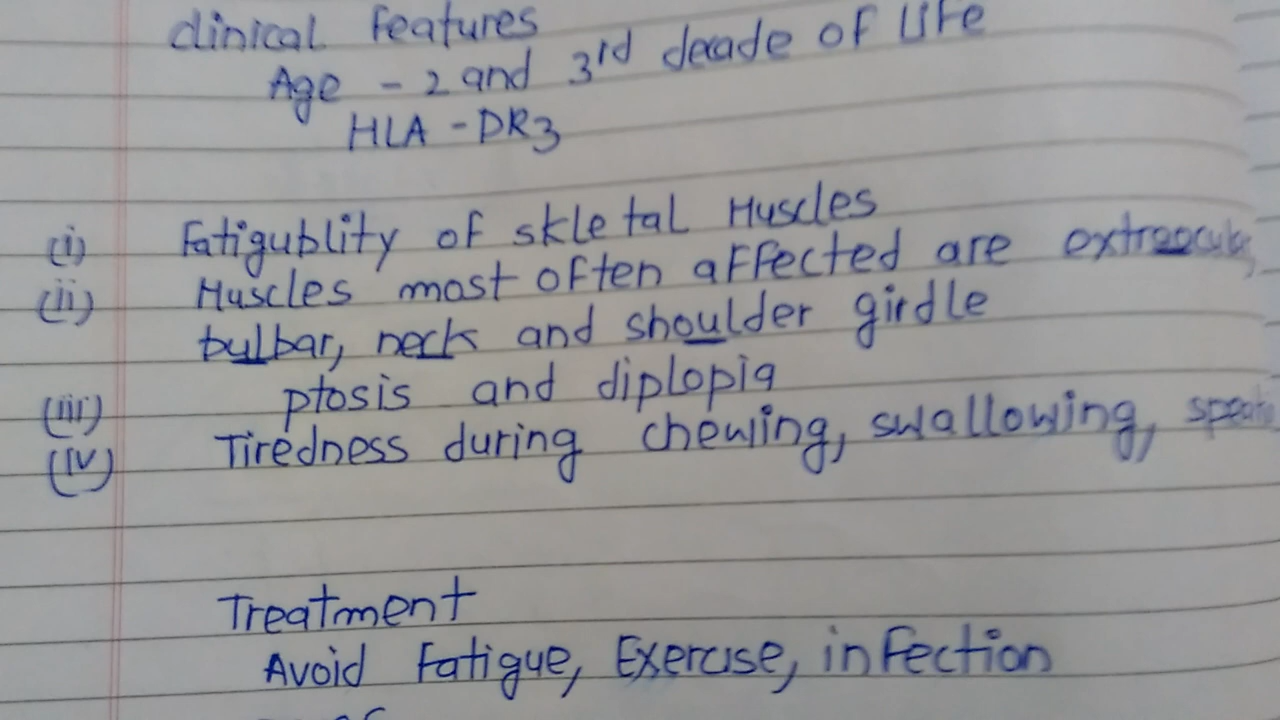 clinical features
Age - 2 and 3rd decade of life
HLA - DR3
(i) Fatigublity of skletal Muscles
(ii) Muscles most often affected are
bulbar, neck and shoulder girdle
(iii) ptosis and diplopia
(iv) Tiredness during chewing, swallowing,
Treatment
Avoid fatigue, Exercise, infection